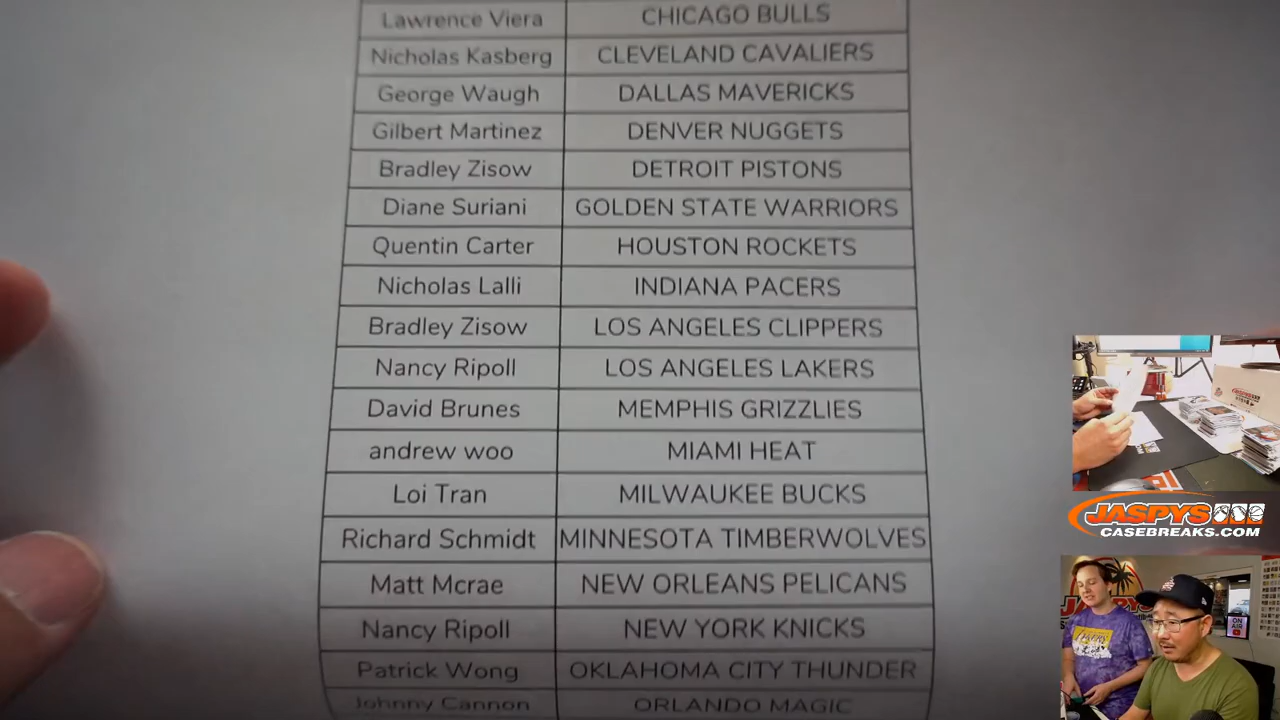 Lawrence Viera CHICAGO BULLS
Nicholas Kasberg CLEVELAND CAVALIERS
George Waugh DALLAS MAVERICKS
Gilbert Martinez DENVER NUGGETS
Bradley Zisow DETROIT PISTONS
Diane Suriani GOLDEN STATE WARRIORS
Quentin Carter HOUSTON ROCKETS
Nicholas Lalli INDIANA PACERS
Bradley Zisow LOS ANGELES CLIPPERS
Nancy Ripoll LOS ANGELES LAKERS
David Brunes MEMPHIS GRIZZLIES
andrew woo MIAMI HEAT
Loi Tran MILWAUKEE BUCKS
Richard Schmidt MINNESOTA TIMBERWOLVES
Matt Mcrae NEW ORLEANS PELICANS
Nancy Ripoll NEW YORK KNICKS
Patrick Wong OKLAHOMA CITY THUNDER
Johnny Cannon ORLANDO MAGIC
JASPYS
CASEBREAKS.COM
JASPYS
ON
AIR